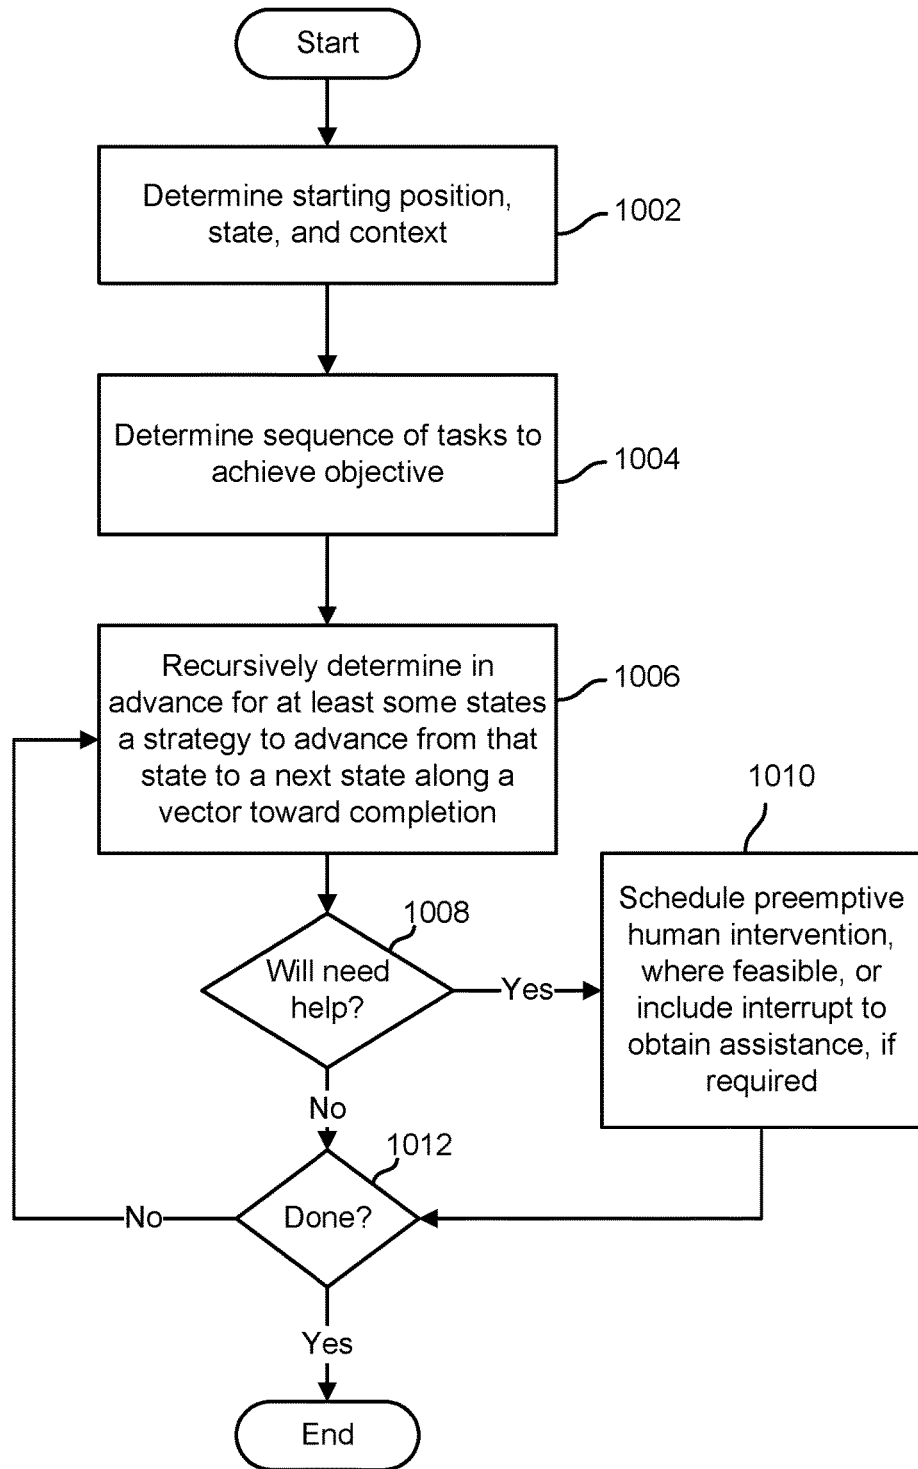 Start
Determine starting position,
state, and context
1002
Determine sequence of tasks to
achieve objective
1004
Recursively determine in
advance for at least some states
a strategy to advance from that
state to a next state along a
vector toward completion
1006
1008
Will need
help?
Yes
1010
Schedule preemptive
human intervention,
where feasible, or
include interrupt to
obtain assistance, if
required
No
1012
Done?
No
Yes
End